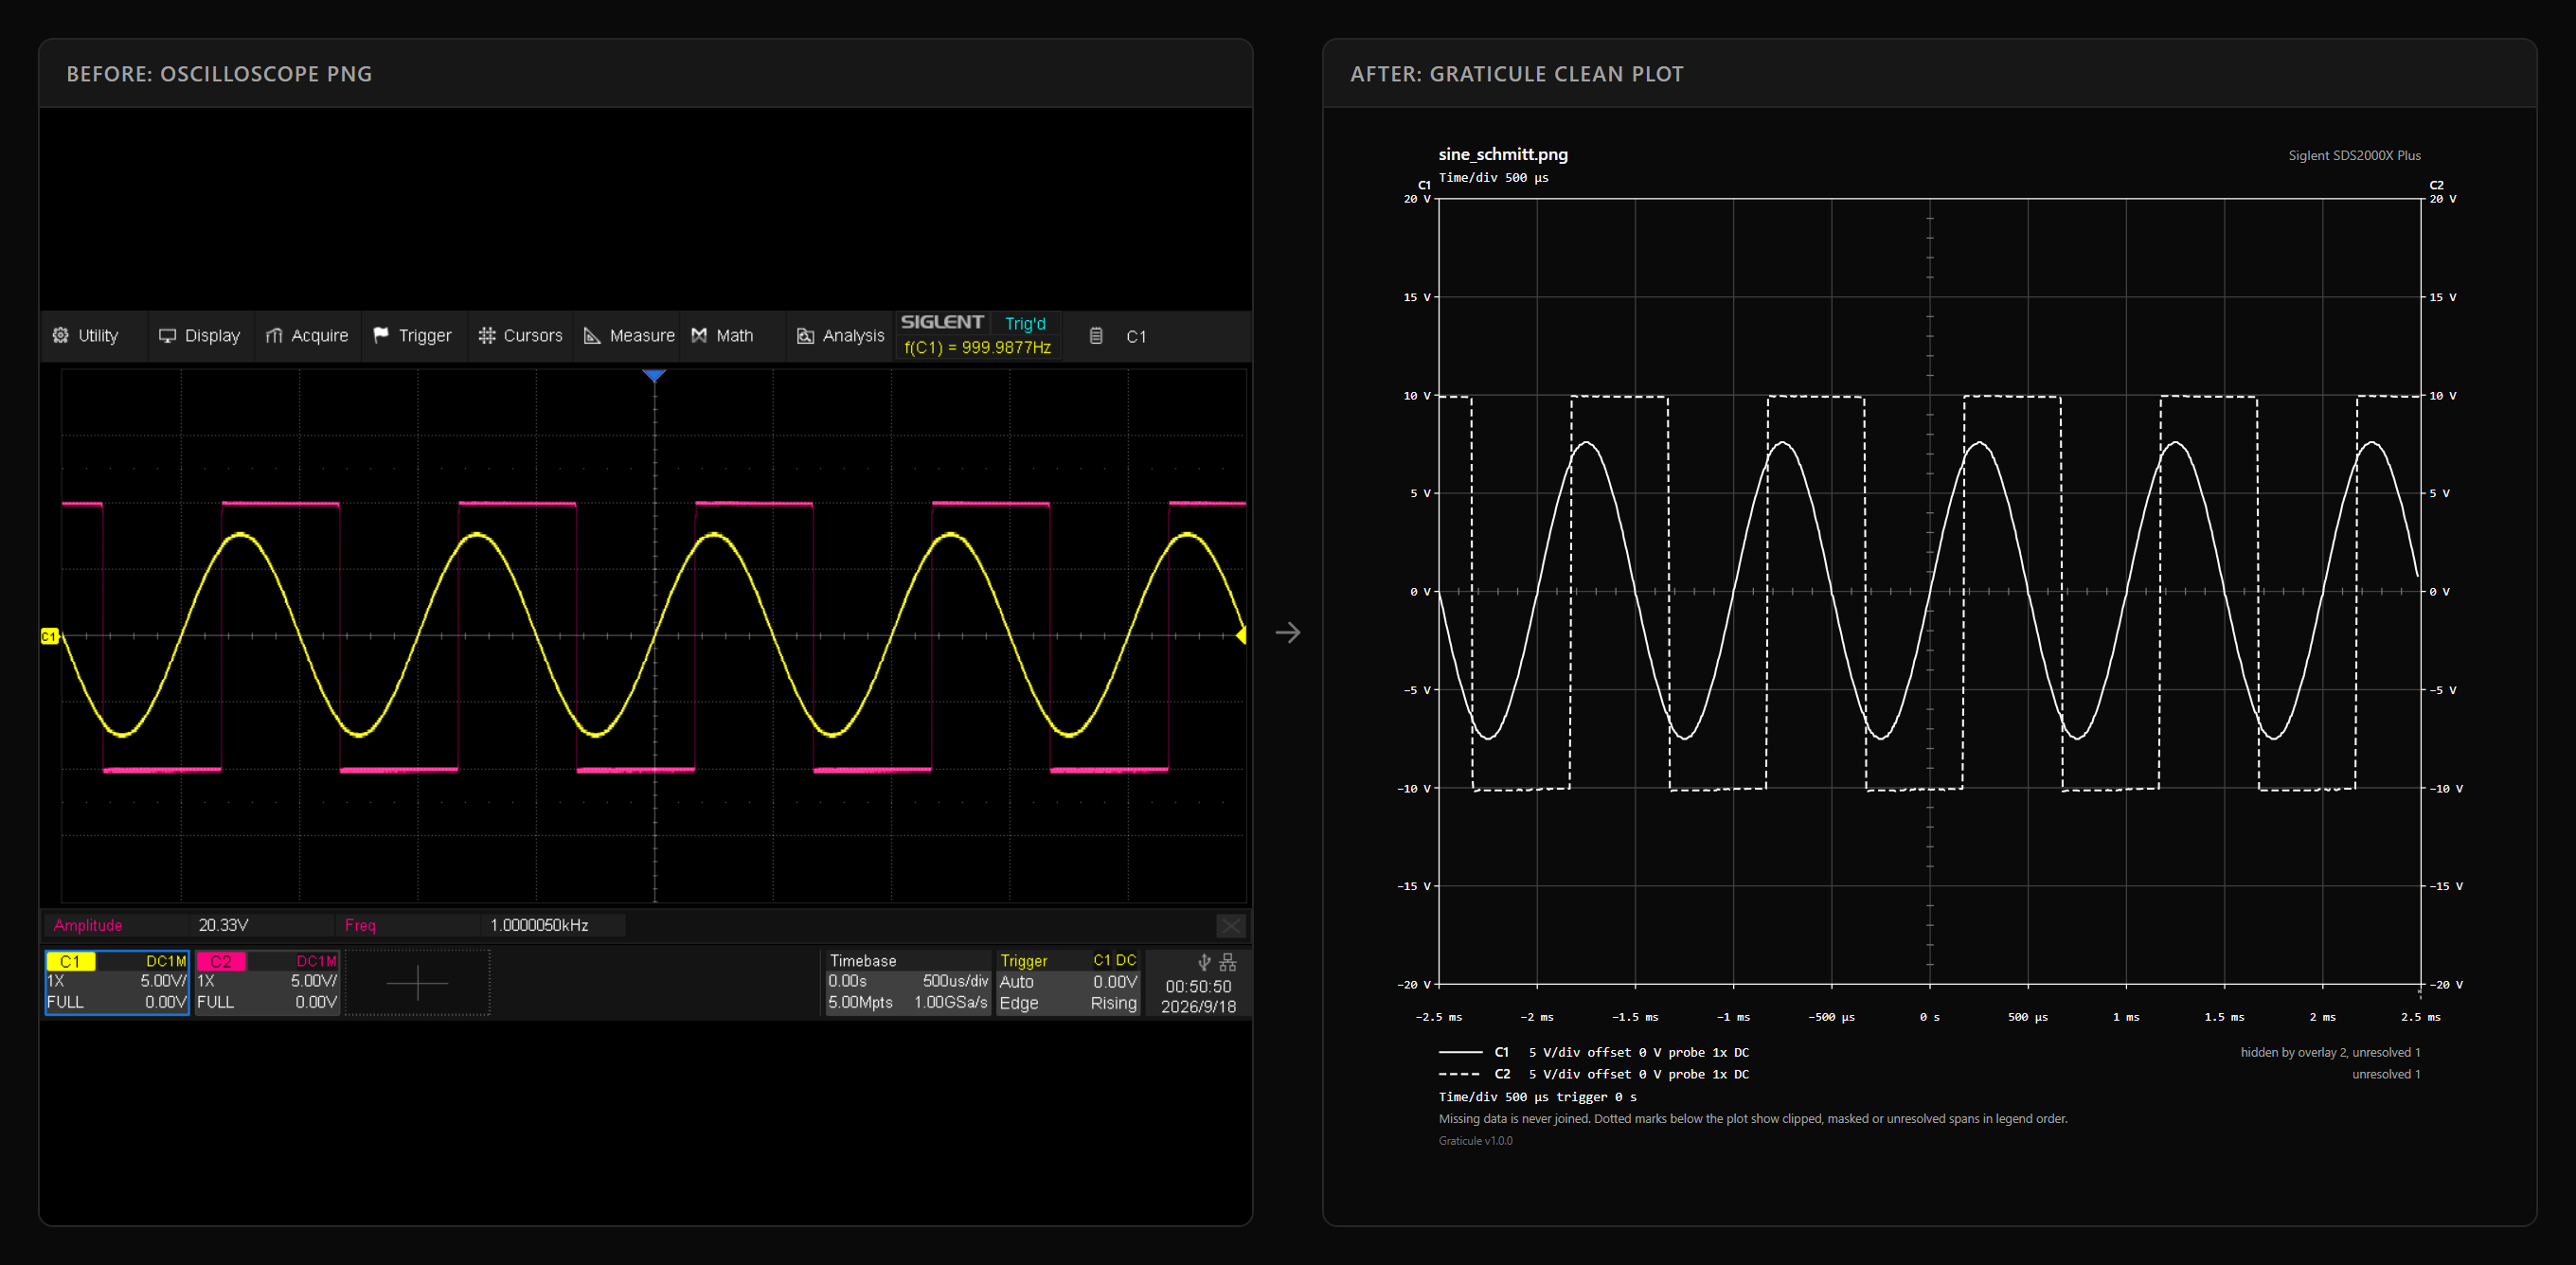 BEFORE: OSCILLOSCOPE PNG
Utility Display Acquire Trigger Cursors Measure Math Analysis SIGLENT Trig'd
f(C1) = 999.9877Hz
C1
C1
Amplitude 20.33V Freq 1.0000050kHz
C1 DC1M
1X 5.00V/
FULL 0.00V
C2 DC1M
1X 5.00V/
FULL 0.00V
Timebase
0.00s 500us/div
5.00Mpts 1.00GSa/s
Trigger C1 DC
Auto 0.00V
Edge Rising
00:50:50
2026/9/18
AFTER: GRATICULE CLEAN PLOT
sine_schmitt.png Siglent SDS2000X Plus
Time/div 500 µs
C1 C2
20 V 20 V
15 V 15 V
10 V 10 V
5 V 5 V
0 V 0 V
−5 V −5 V
−10 V −10 V
−15 V −15 V
−20 V −20 V
−2.5 ms −2 ms −1.5 ms −1 ms −500 µs 0 s 500 µs 1 ms 1.5 ms 2 ms 2.5 ms
C1 5 V/div offset 0 V probe 1x DC hidden by overlay 2, unresolved 1
C2 5 V/div offset 0 V probe 1x DC unresolved 1
Time/div 500 µs trigger 0 s
Missing data is never joined. Dotted marks below the plot show clipped, masked or unresolved spans in legend order.
Graticule v1.0.0